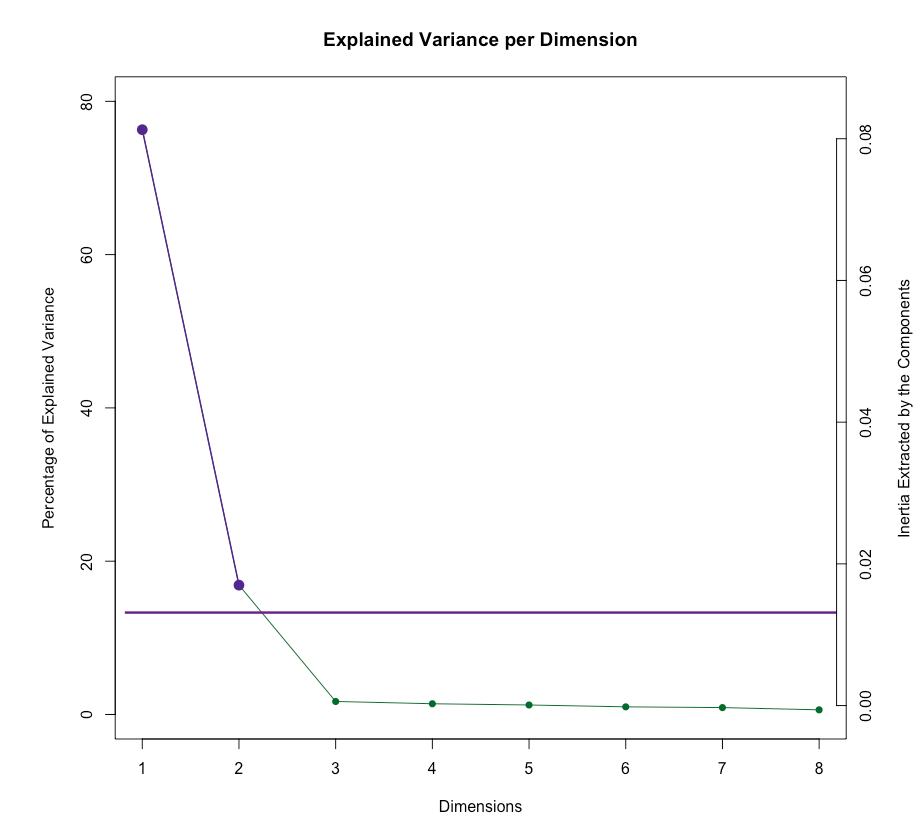 Explained Variance per Dimension
Percentage of Explained Variance
80
60
40
20
0
0.08
0.06
0.04
0.02
0.00
Inertia Extracted by the Components
1 2 3 4 5 6 7 8
Dimensions